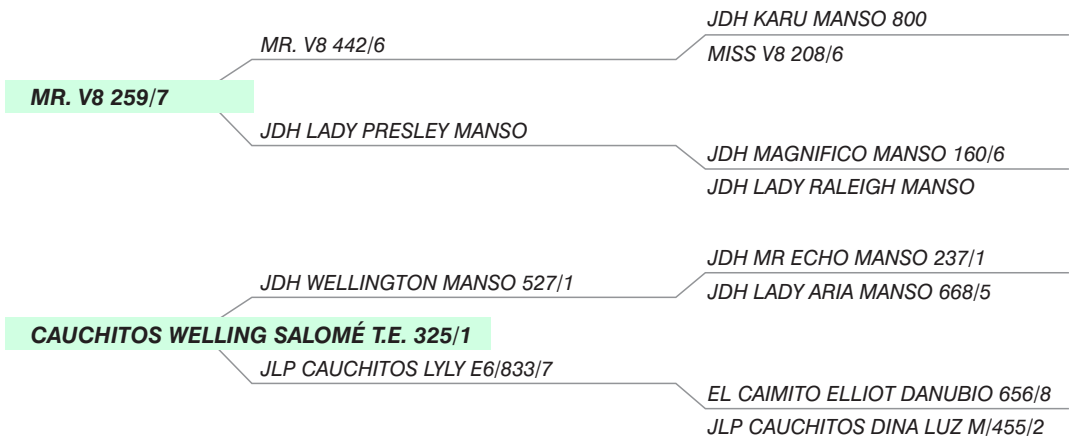 JDH KARU MANSO 800
MR. V8 442/6
MISS V8 208/6
MR. V8 259/7
JDH LADY PRESLEY MANSO
JDH MAGNIFICO MANSO 160/6
JDH LADY RALEIGH MANSO
JDH MR ECHO MANSO 237/1
JDH WELLINGTON MANSO 527/1
JDH LADY ARIA MANSO 668/5
CAUCHITOS WELLING SALOMÉ T.E. 325/1
JLP CAUCHITOS LYLY E6/833/7
EL CAIMITO ELLIOT DANUBIO 656/8
JLP CAUCHITOS DINA LUZ M/455/2